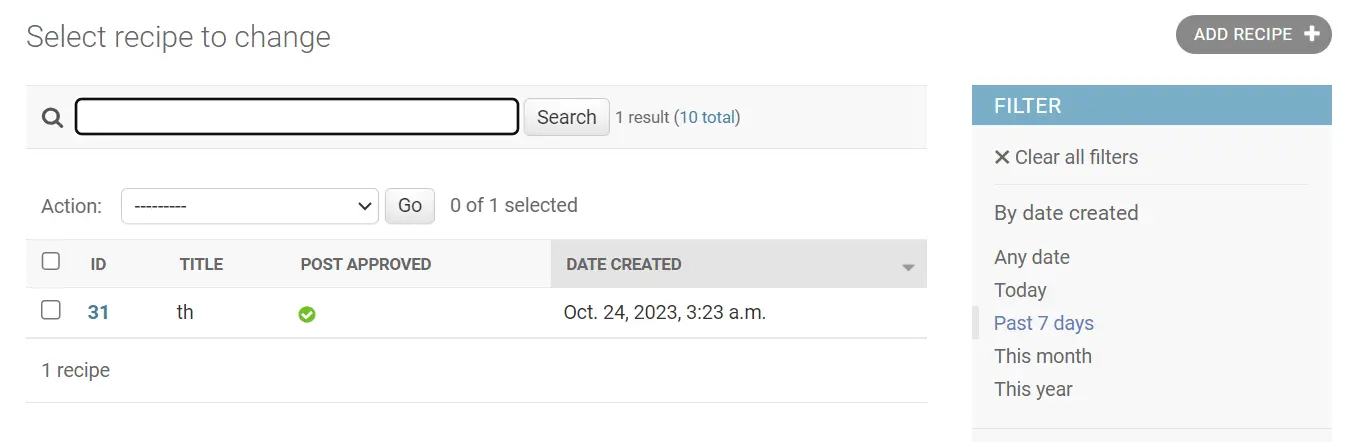 Select recipe to change
ADD RECIPE +
Search 1 result (10 total)
Action: --------- Go 0 of 1 selected
ID TITLE POST APPROVED DATE CREATED
31 th Oct. 24, 2023, 3:23 a.m.
1 recipe
FILTER
Clear all filters
By date created
Any date
Today
Past 7 days
This month
This year